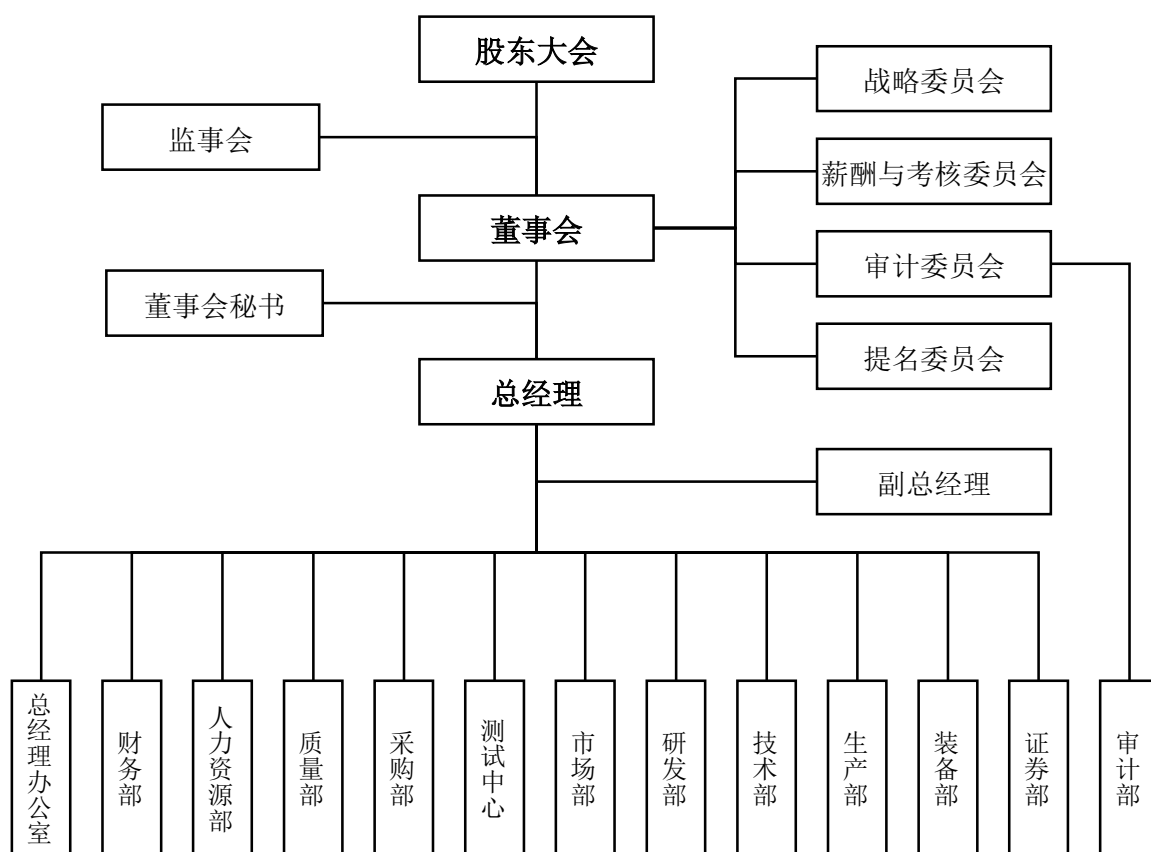 股东大会
战略委员会
监事会
薪酬与考核委员会
董事会
审计委员会
董事会秘书
提名委员会
总经理
副总经理
总经理办公室
财务部
人力资源部
质量部
采购部
测试中心
市场部
研发部
技术部
生产部
装备部
证券部
审计部